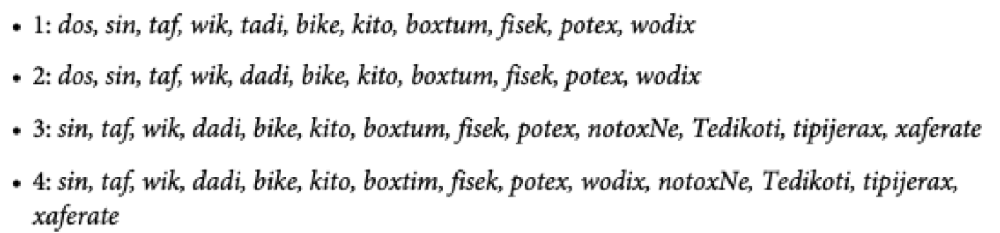 • 1: dos, sin, taf, wik, tadi, bike, kito, boxtum, fisek, potex, wodix
• 2: dos, sin, taf, wik, dadi, bike, kito, boxtum, fisek, potex, wodix
• 3: sin, taf, wik, dadi, bike, kito, boxtum, fisek, potex, notoxNe, Tedikoti, tipijerax, xaferate
• 4: sin, taf, wik, dadi, bike, kito, boxtim, fisek, potex, wodix, notoxNe, Tedikoti, tipijerax,
xaferate